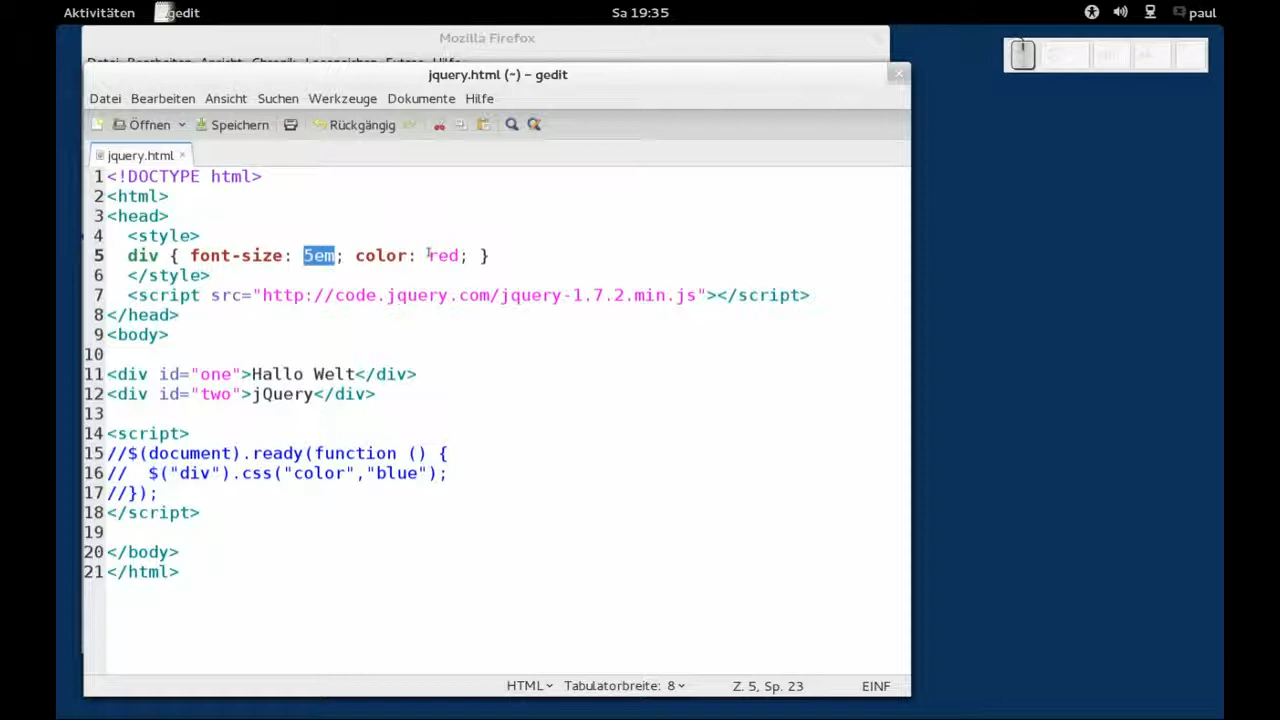 Aktivitäten gedit Sa 19:35 paul
Mozilla Firefox
jquery.html (~) – gedit
Datei Bearbeiten Ansicht Suchen Werkzeuge Dokumente Hilfe
Öffnen Speichern Rückgängig
jquery.html
1 <!DOCTYPE html>
2 <html>
3 <head>
4   <style>
5   div { font-size: 5em; color: red; }
6   </style>
7   <script src="http://code.jquery.com/jquery-1.7.2.min.js"></script>
8 </head>
9 <body>
10
11 <div id="one">Hallo Welt</div>
12 <div id="two">jQuery</div>
13
14 <script>
15 //$(document).ready(function () {
16 //  $("div").css("color","blue");
17 //});
18 </script>
19
20 </body>
21 </html>
HTML Tabulatorbreite: 8 Z. 5, Sp. 23 EINF